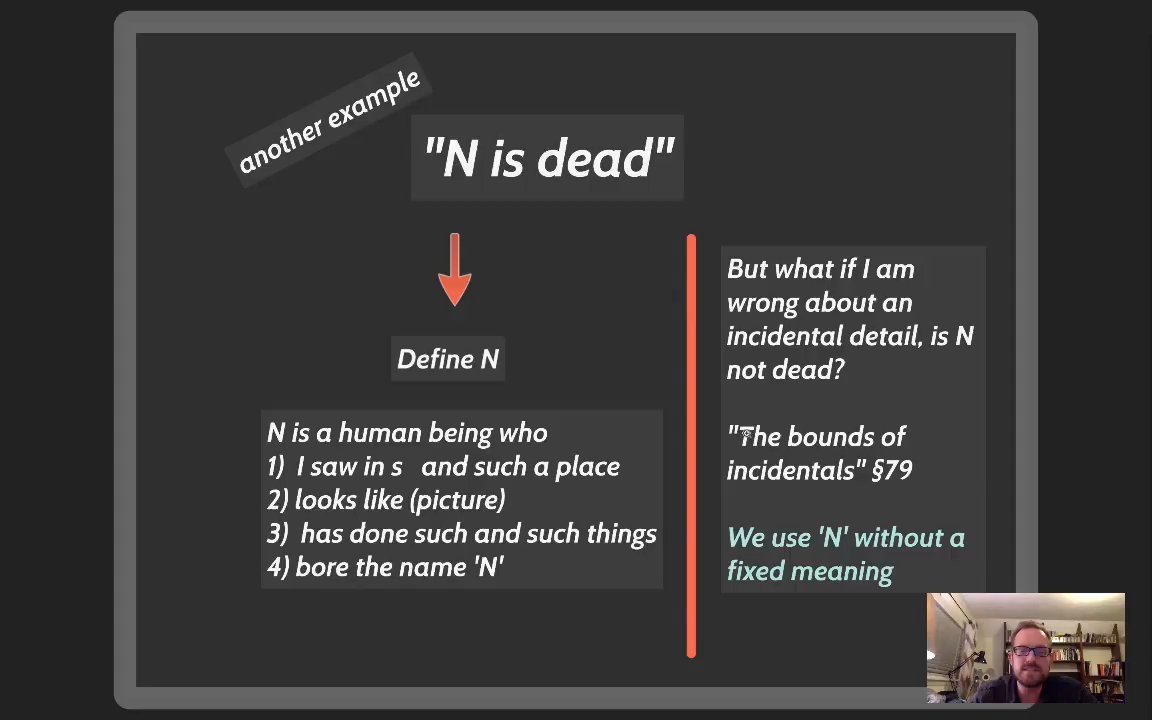 another example
"N is dead"
Define N
N is a human being who
1) I saw in s and such a place
2) looks like (picture)
3) has done such and such things
4) bore the name 'N'
But what if I am
wrong about an
incidental detail, is N
not dead?
"The bounds of
incidentals" §79
We use 'N' without a
fixed meaning